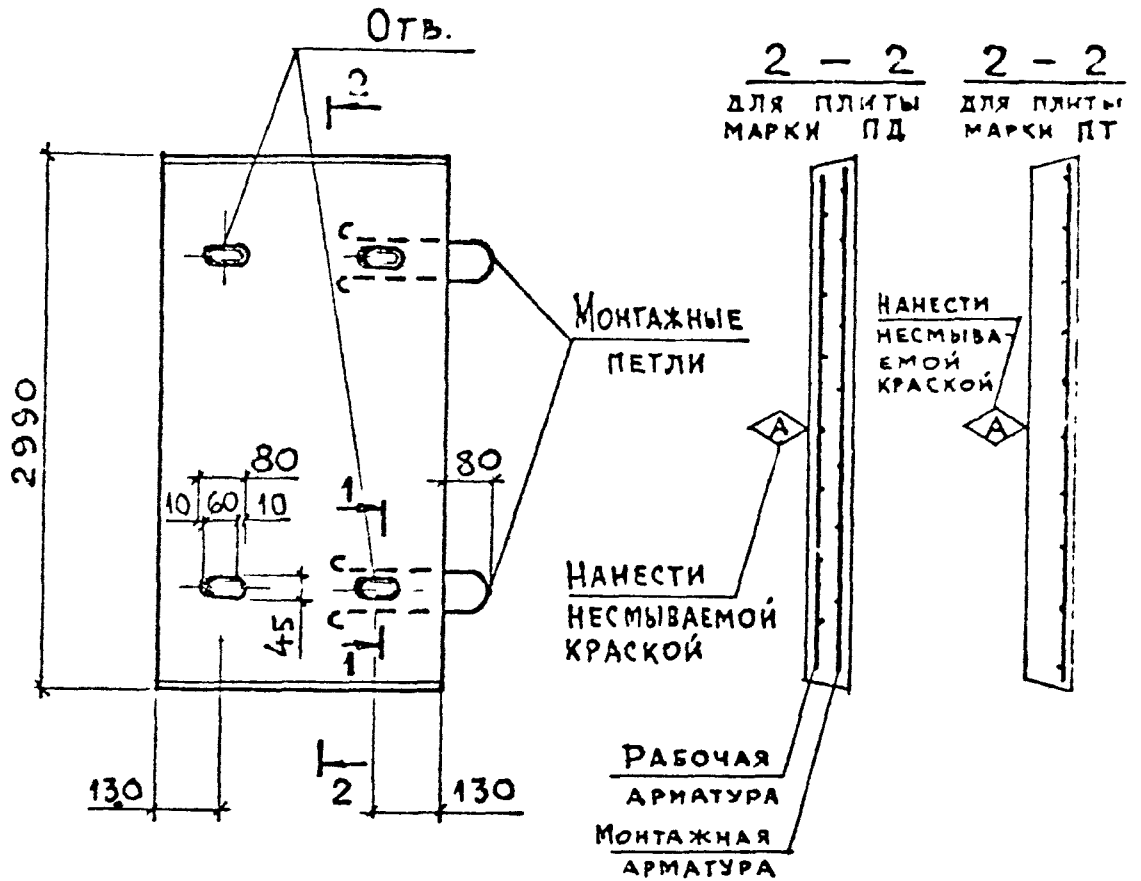 Отв.
2
2 – 2
для плиты
марки ПД
2 – 2
для плиты
марки ПТ
2990
с
с
Монтажные
петли
Нанести
несмыва-
емой
краской
А
А
80
80
10 60 10
1
с
с
45
1
Нанести
несмываемой
краской
130
2
130
Рабочая
арматура
Монтажная
арматура